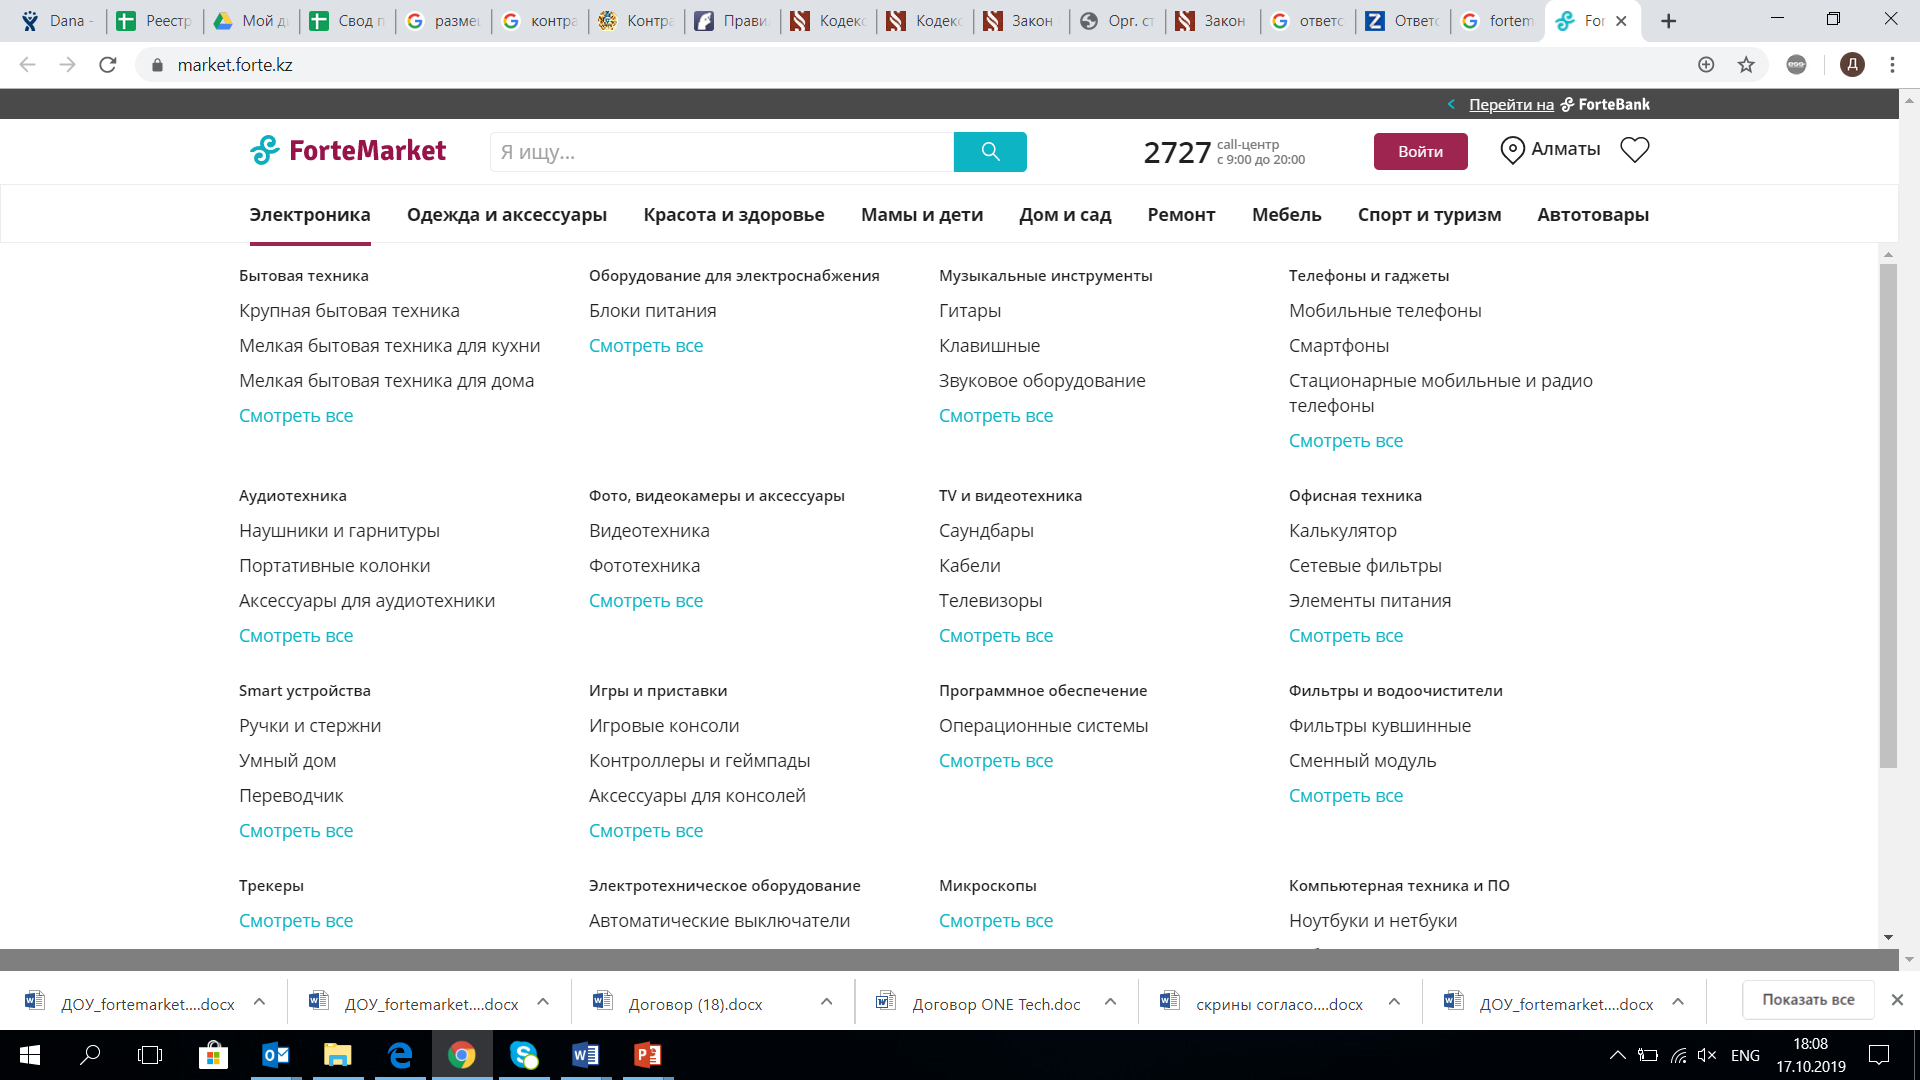 Dana -
Реестр
Мой ди
Свод п
размещ
контра
Контра
Прави
Кодекс
Кодекс
Закон
Орг. ст
Закон
ответс
Ответс
fortem
For
market.forte.kz
Д
Перейти на ForteBank
ForteMarket
Я ищу...
2727 call-центр
с 9:00 до 20:00
Войти
Алматы
Электроника Одежда и аксессуары Красота и здоровье Мамы и дети Дом и сад Ремонт Мебель Спорт и туризм Автотовары
Бытовая техника
Крупная бытовая техника
Мелкая бытовая техника для кухни
Мелкая бытовая техника для дома
Смотреть все
Оборудование для электроснабжения
Блоки питания
Смотреть все
Музыкальные инструменты
Гитары
Клавишные
Звуковое оборудование
Смотреть все
Телефоны и гаджеты
Мобильные телефоны
Смартфоны
Стационарные мобильные и радио
телефоны
Смотреть все
Аудиотехника
Наушники и гарнитуры
Портативные колонки
Аксессуары для аудиотехники
Смотреть все
Фото, видеокамеры и аксессуары
Видеотехника
Фототехника
Смотреть все
TV и видеотехника
Саундбары
Кабели
Телевизоры
Смотреть все
Офисная техника
Калькулятор
Сетевые фильтры
Элементы питания
Смотреть все
Smart устройства
Ручки и стержни
Умный дом
Переводчик
Смотреть все
Игры и приставки
Игровые консоли
Контроллеры и геймпады
Аксессуары для консолей
Смотреть все
Программное обеспечение
Операционные системы
Смотреть все
Фильтры и водоочистители
Фильтры кувшинные
Сменный модуль
Смотреть все
Трекеры
Смотреть все
Электротехническое оборудование
Автоматические выключатели
Микроскопы
Смотреть все
Компьютерная техника и ПО
Ноутбуки и нетбуки
ДОУ_fortemarket....docx
ДОУ_fortemarket....docx
Договор (18).docx
Договор ONE Tech.doc
скрины согласо....docx
ДОУ_fortemarket....docx
Показать все
ENG
18:08
17.10.2019